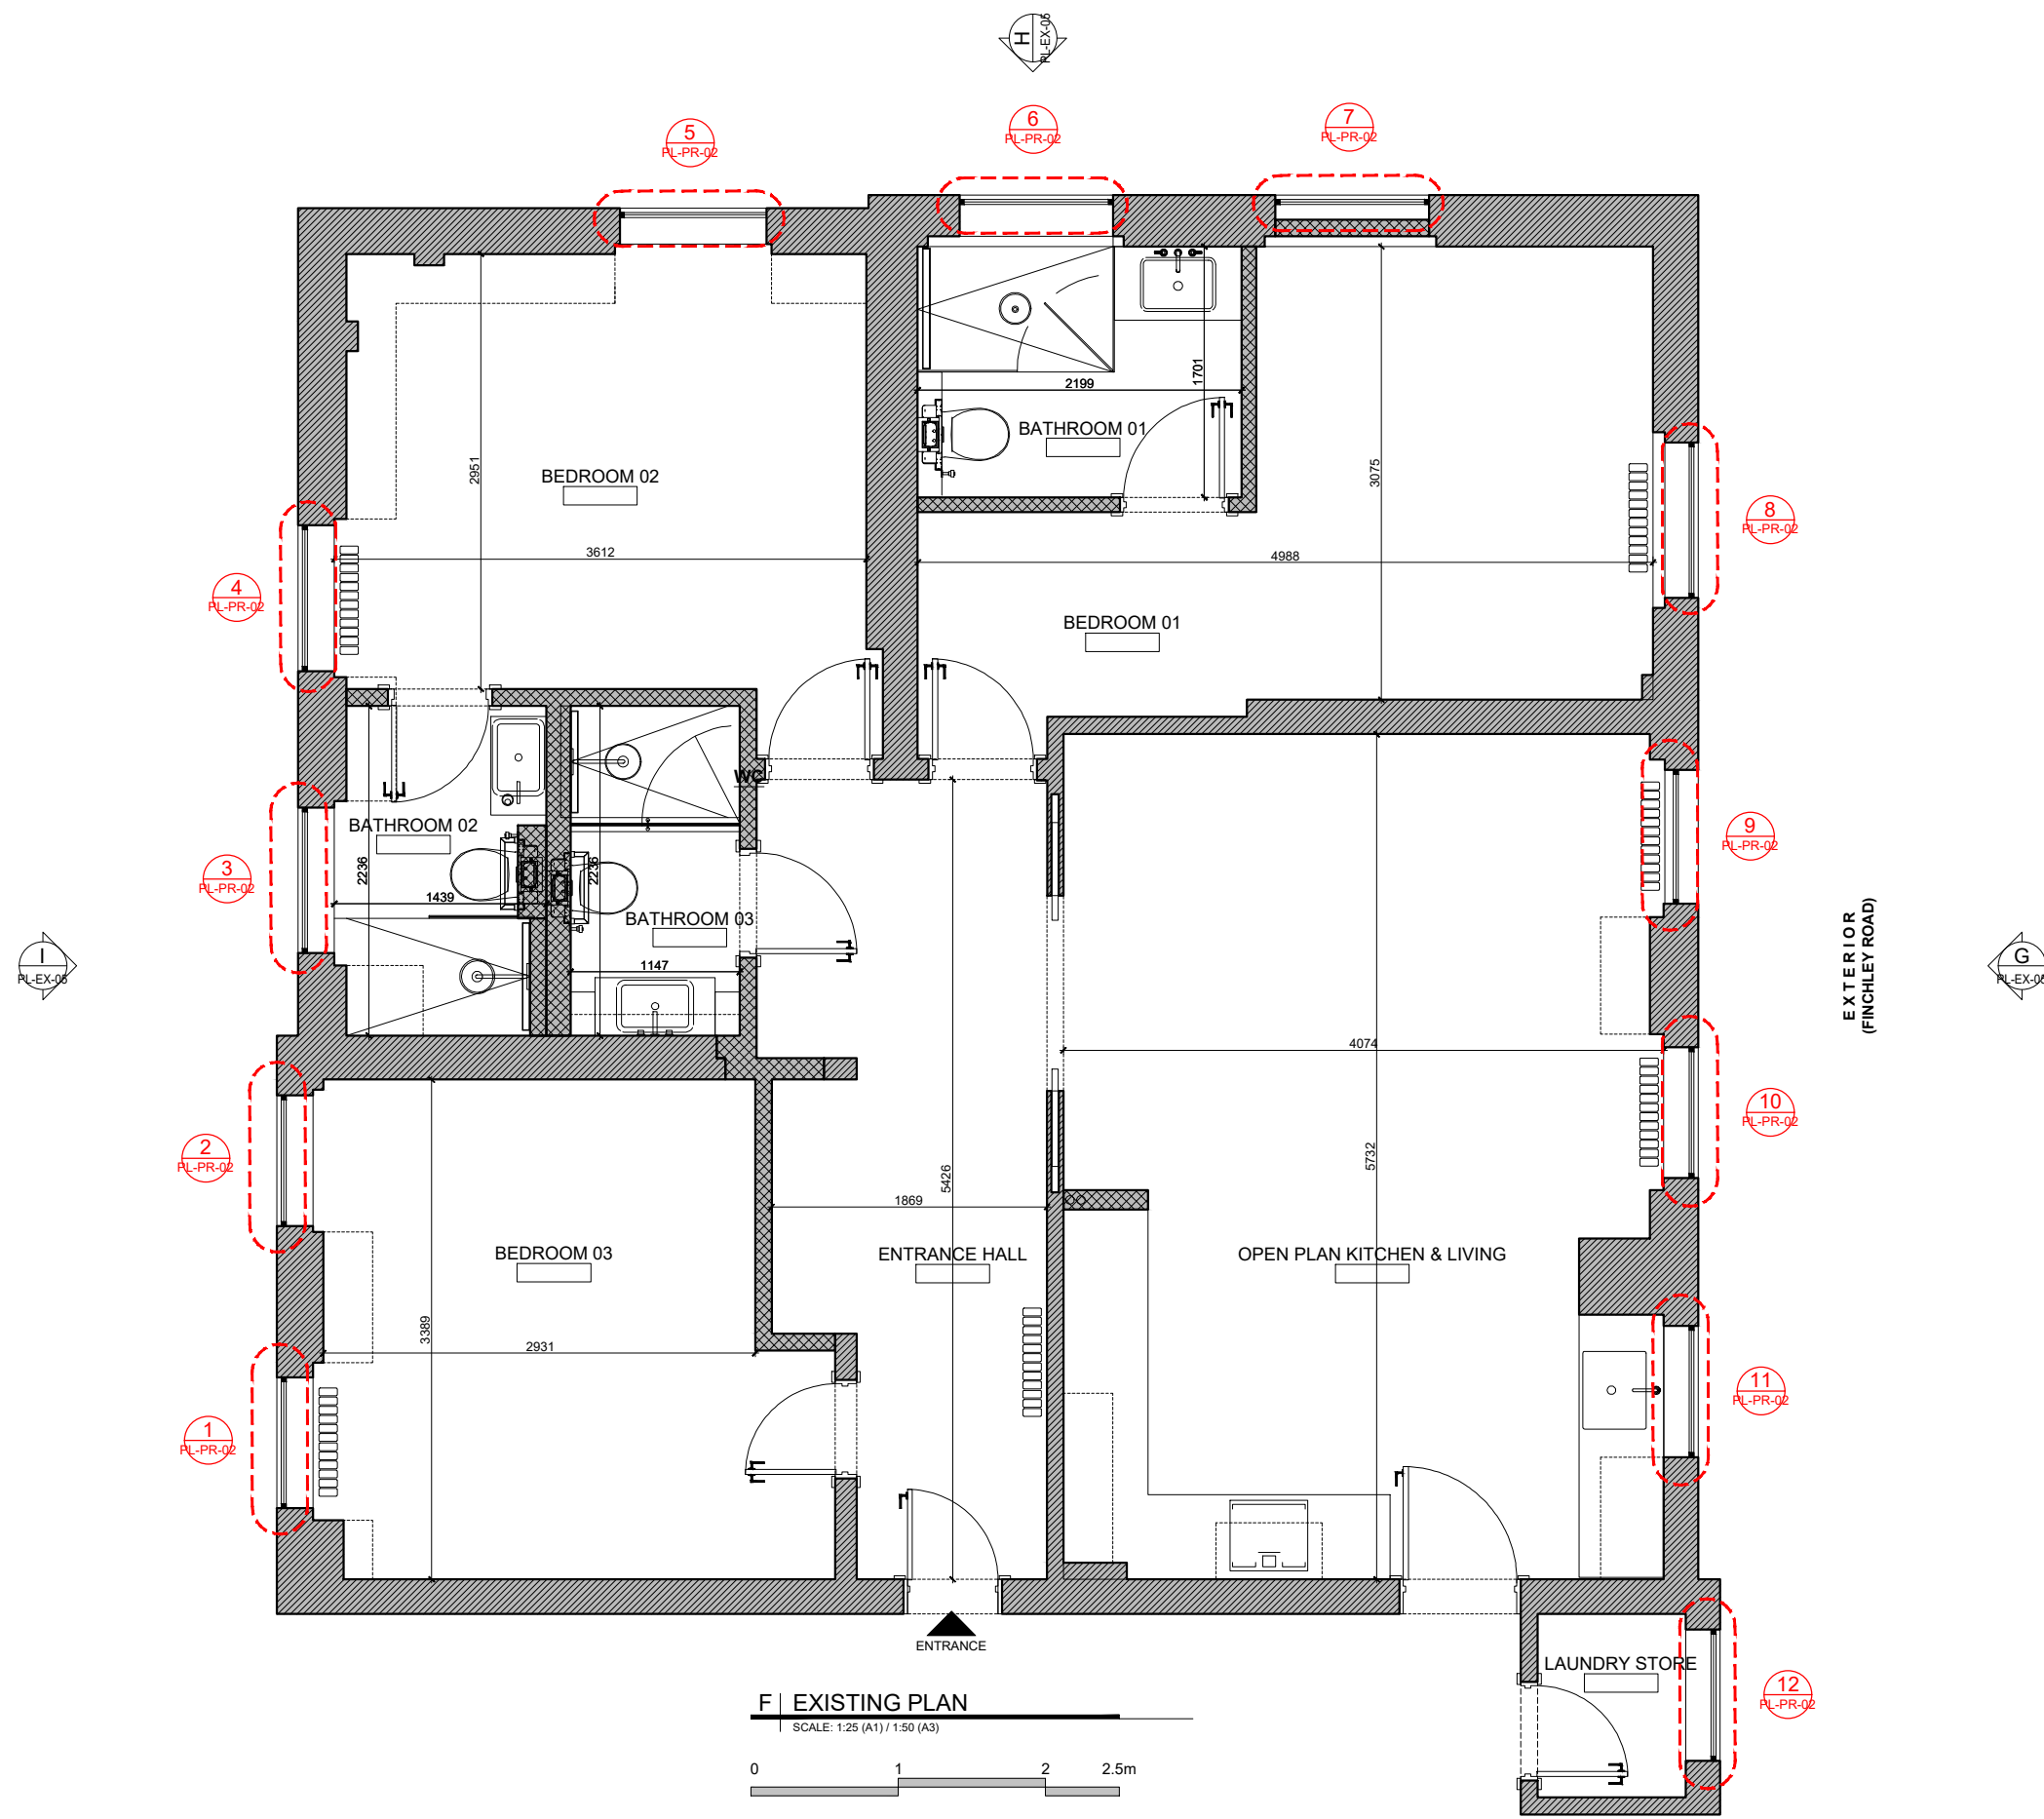 H
PL-EX-05
5
PL-PR-02
6
PL-PR-02
7
PL-PR-02
2199
1701
BATHROOM 01
2951
BEDROOM 02
3075
8
PL-PR-02
3612
4988
4
PL-PR-02
BEDROOM 01
WC
BATHROOM 02
9
PL-PR-02
3
PL-PR-02
2236
2236
1439
BATHROOM 03
I
PL-EX-05
1147
EXTERIOR
(FINCHLEY ROAD)
G
PL-EX-05
4074
10
PL-PR-02
2
PL-PR-02
5732
5426
1869
BEDROOM 03
ENTRANCE HALL
OPEN PLAN KITCHEN & LIVING
3389
2931
11
PL-PR-02
1
PL-PR-02
ENTRANCE
LAUNDRY STORE
12
PL-PR-02
F EXISTING PLAN
SCALE: 1:25 (A1) / 1:50 (A3)
0 1 2 2.5m